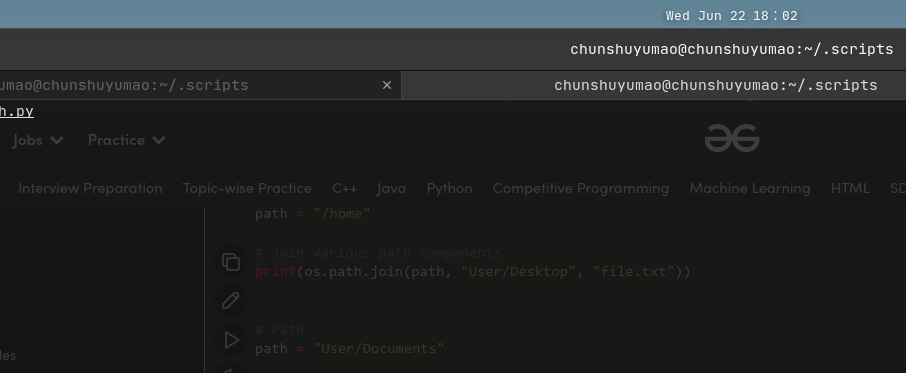 Wed Jun 22 18:02
chunshuyumao@chunshuyumao:~/.scripts
umao@chunshuyumao:~/.scripts × chunshuyumao@chunshuyumao:~/.scripts
h.py
Jobs Practice
Interview Preparation Topic-wise Practice C++ Java Python Competitive Programming Machine Learning HTML SD
path = "/home"
# Join various path components
print(os.path.join(path, "User/Desktop", "file.txt"))
# Path
path = "User/Documents"
les